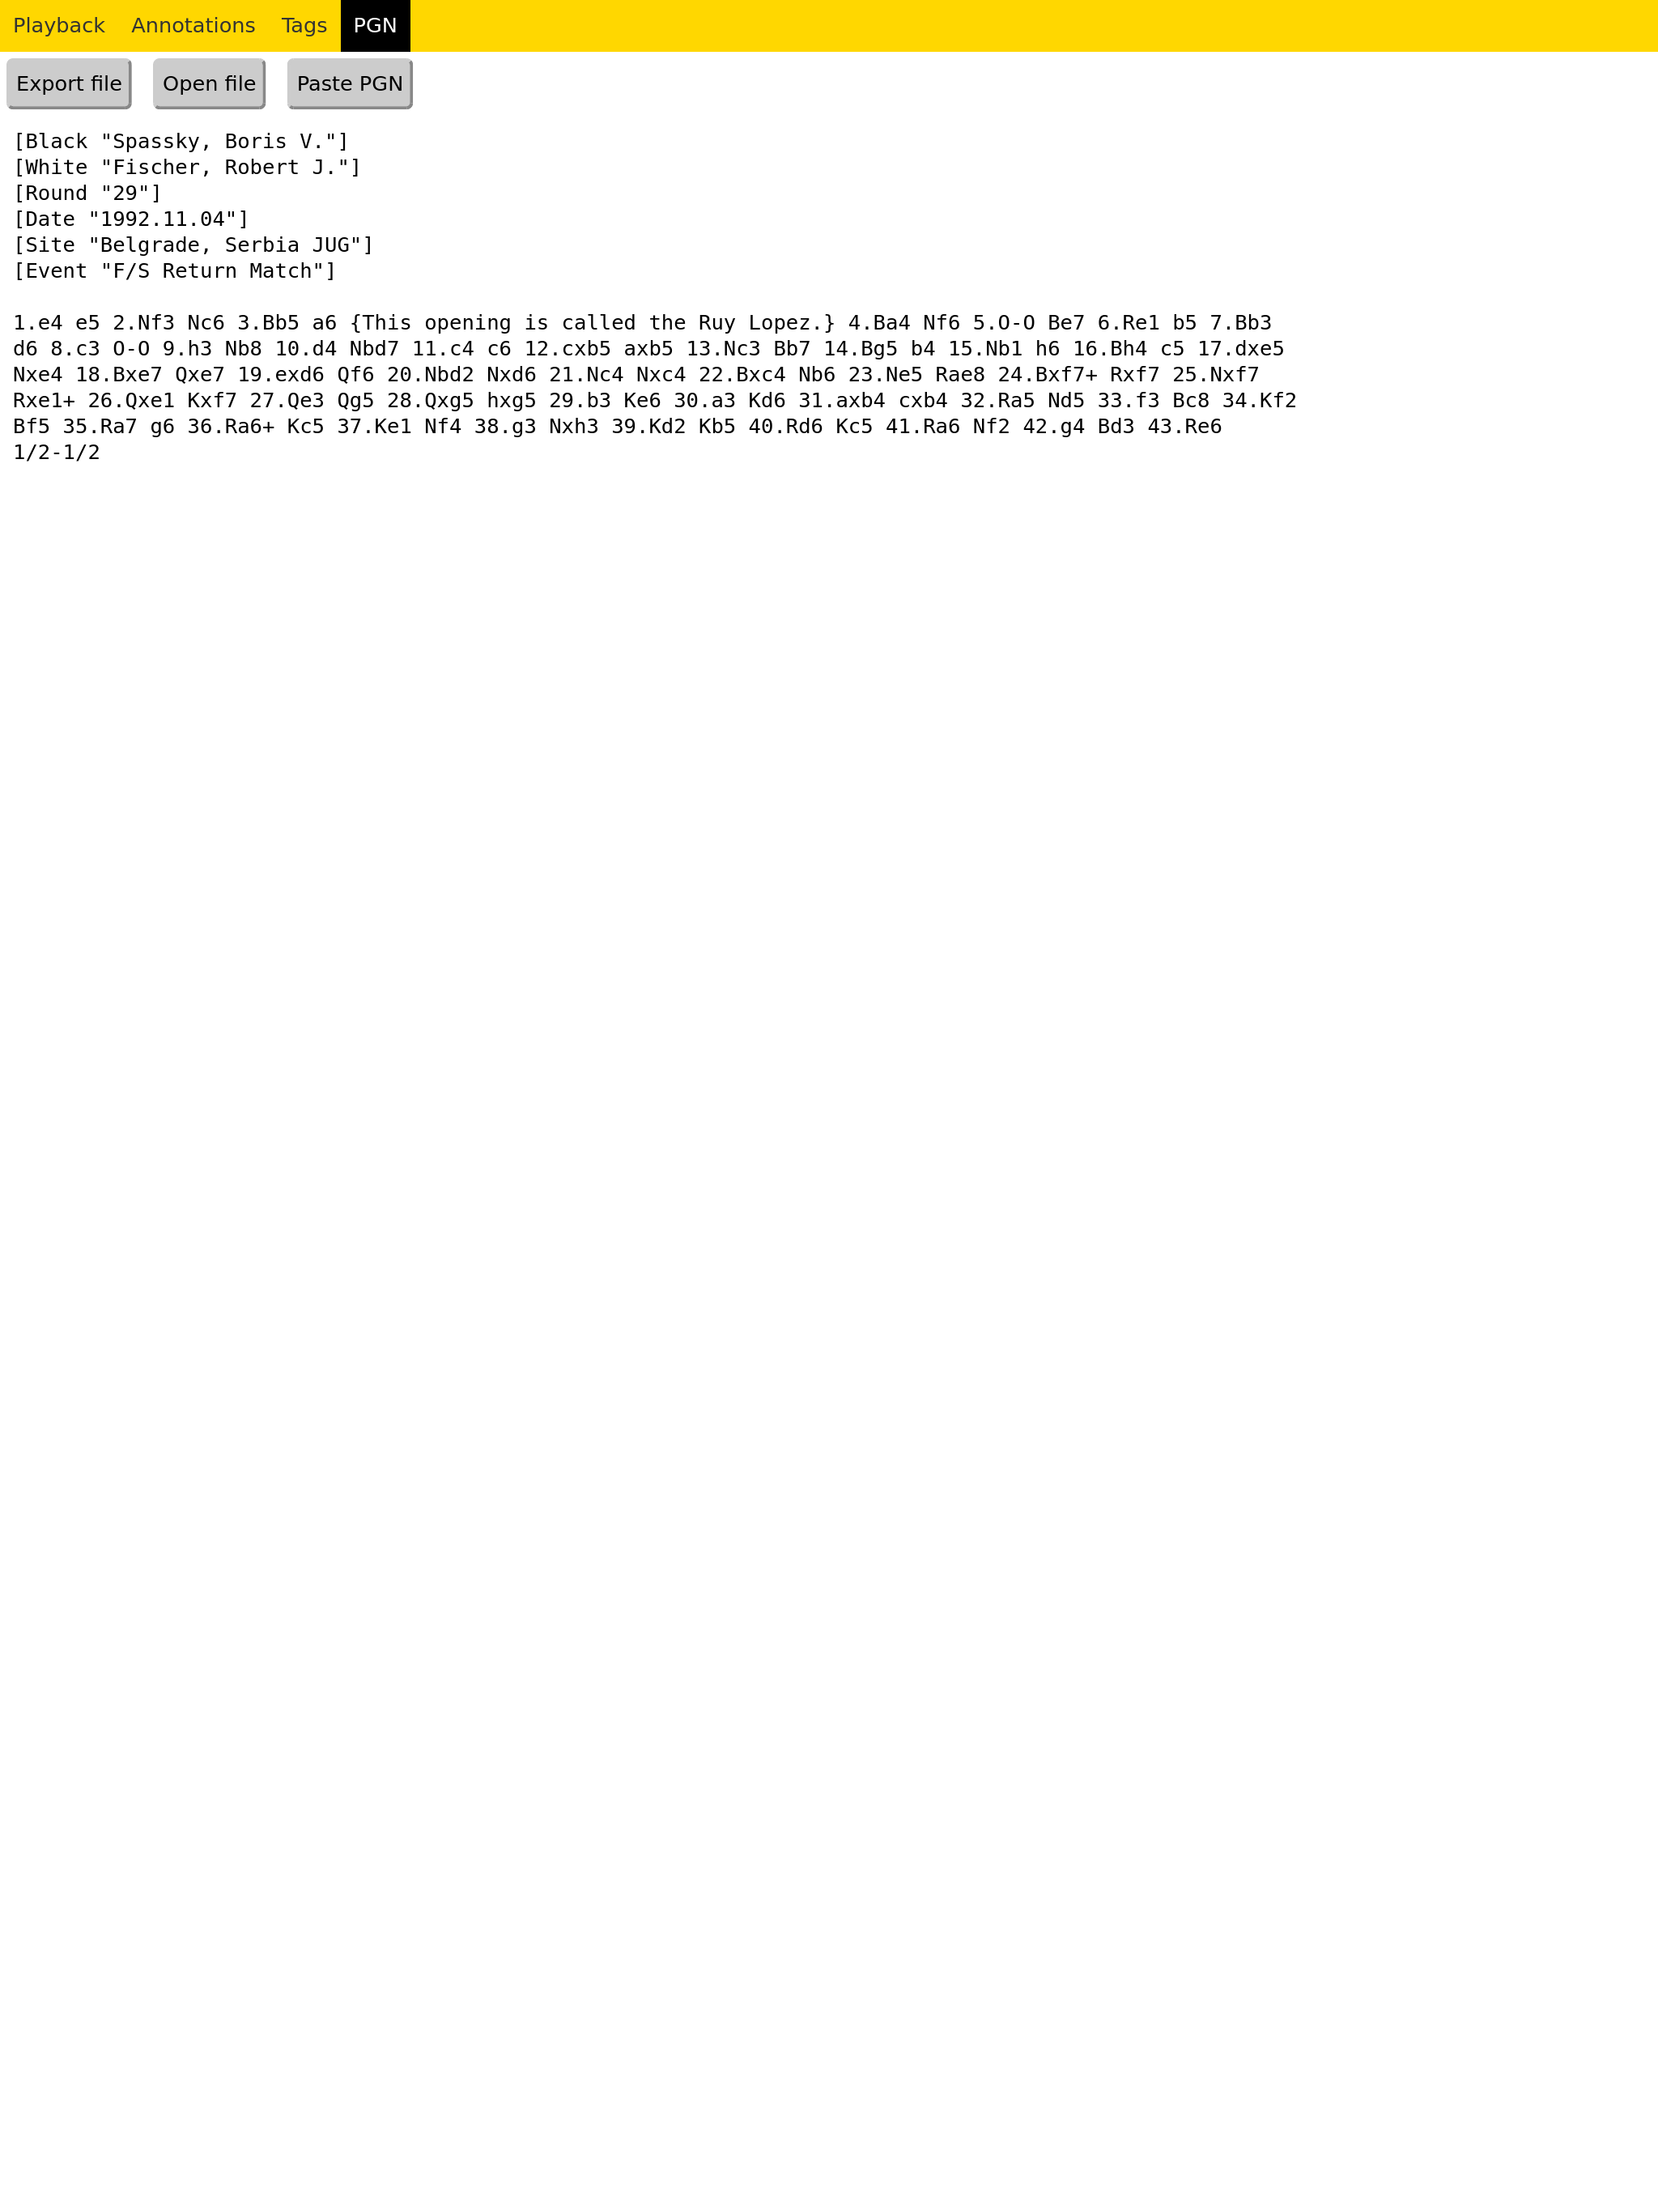 Playback Annotations Tags PGN
Export file Open file Paste PGN
[Black "Spassky, Boris V."]
[White "Fischer, Robert J."]
[Round "29"]
[Date "1992.11.04"]
[Site "Belgrade, Serbia JUG"]
[Event "F/S Return Match"]
1.e4 e5 2.Nf3 Nc6 3.Bb5 a6 {This opening is called the Ruy Lopez.} 4.Ba4 Nf6 5.O-O Be7 6.Re1 b5 7.Bb3
d6 8.c3 O-O 9.h3 Nb8 10.d4 Nbd7 11.c4 c6 12.cxb5 axb5 13.Nc3 Bb7 14.Bg5 b4 15.Nb1 h6 16.Bh4 c5 17.dxe5
Nxe4 18.Bxe7 Qxe7 19.exd6 Qf6 20.Nbd2 Nxd6 21.Nc4 Nxc4 22.Bxc4 Nb6 23.Ne5 Rae8 24.Bxf7+ Rxf7 25.Nxf7
Rxe1+ 26.Qxe1 Kxf7 27.Qe3 Qg5 28.Qxg5 hxg5 29.b3 Ke6 30.a3 Kd6 31.axb4 cxb4 32.Ra5 Nd5 33.f3 Bc8 34.Kf2
Bf5 35.Ra7 g6 36.Ra6+ Kc5 37.Ke1 Nf4 38.g3 Nxh3 39.Kd2 Kb5 40.Rd6 Kc5 41.Ra6 Nf2 42.g4 Bd3 43.Re6
1/2-1/2